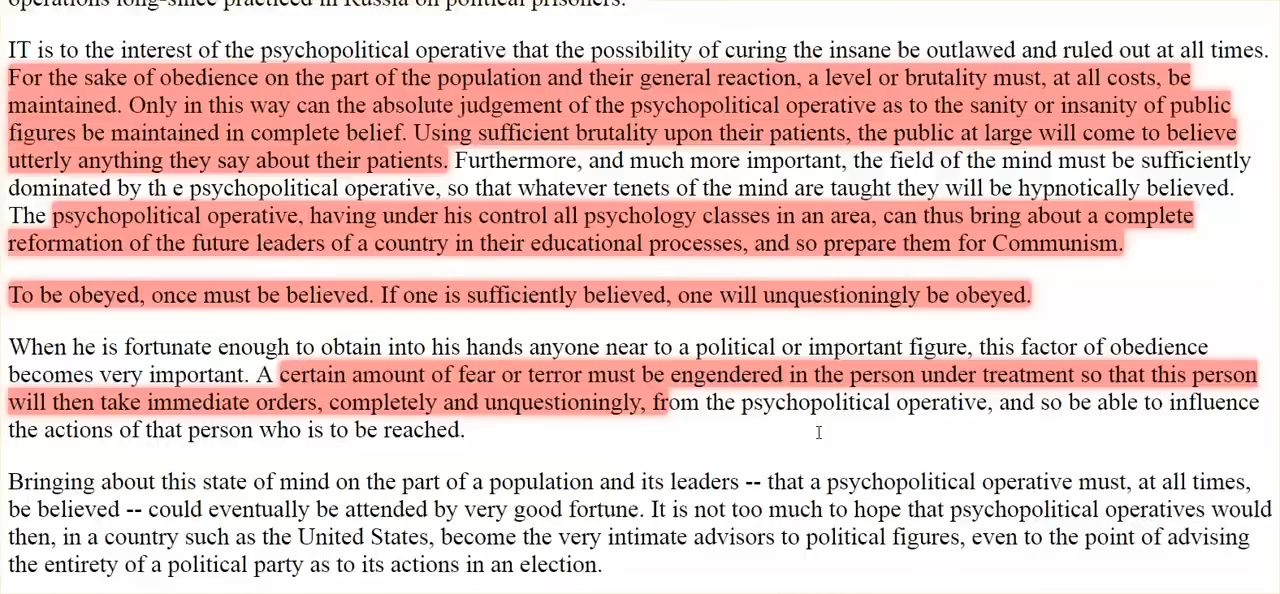 operations long-since practiced in Russia on political prisoners.
IT is to the interest of the psychopolitical operative that the possibility of curing the insane be outlawed and ruled out at all times.
For the sake of obedience on the part of the population and their general reaction, a level or brutality must, at all costs, be
maintained. Only in this way can the absolute judgement of the psychopolitical operative as to the sanity or insanity of public
figures be maintained in complete belief. Using sufficient brutality upon their patients, the public at large will come to believe
utterly anything they say about their patients. Furthermore, and much more important, the field of the mind must be sufficiently
dominated by th e psychopolitical operative, so that whatever tenets of the mind are taught they will be hypnotically believed.
The psychopolitical operative, having under his control all psychology classes in an area, can thus bring about a complete
reformation of the future leaders of a country in their educational processes, and so prepare them for Communism.
To be obeyed, once must be believed. If one is sufficiently believed, one will unquestioningly be obeyed.
When he is fortunate enough to obtain into his hands anyone near to a political or important figure, this factor of obedience
becomes very important. A certain amount of fear or terror must be engendered in the person under treatment so that this person
will then take immediate orders, completely and unquestioningly, from the psychopolitical operative, and so be able to influence
the actions of that person who is to be reached.
Bringing about this state of mind on the part of a population and its leaders -- that a psychopolitical operative must, at all times,
be believed -- could eventually be attended by very good fortune. It is not too much to hope that psychopolitical operatives would
then, in a country such as the United States, become the very intimate advisors to political figures, even to the point of advising
the entirety of a political party as to its actions in an election.